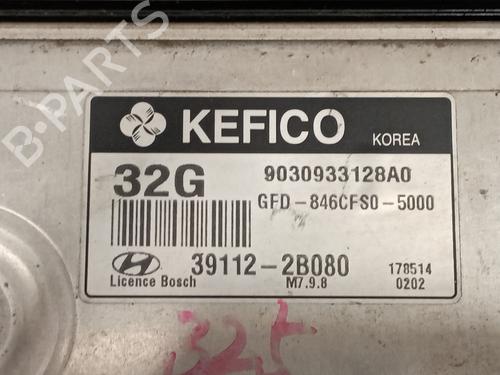 B-PARTS
KEFICO KOREA
32G 9030933128A0
GFD-846CFS0-5000
39112-2B080 178514
Licence Bosch M7.9.8 0202